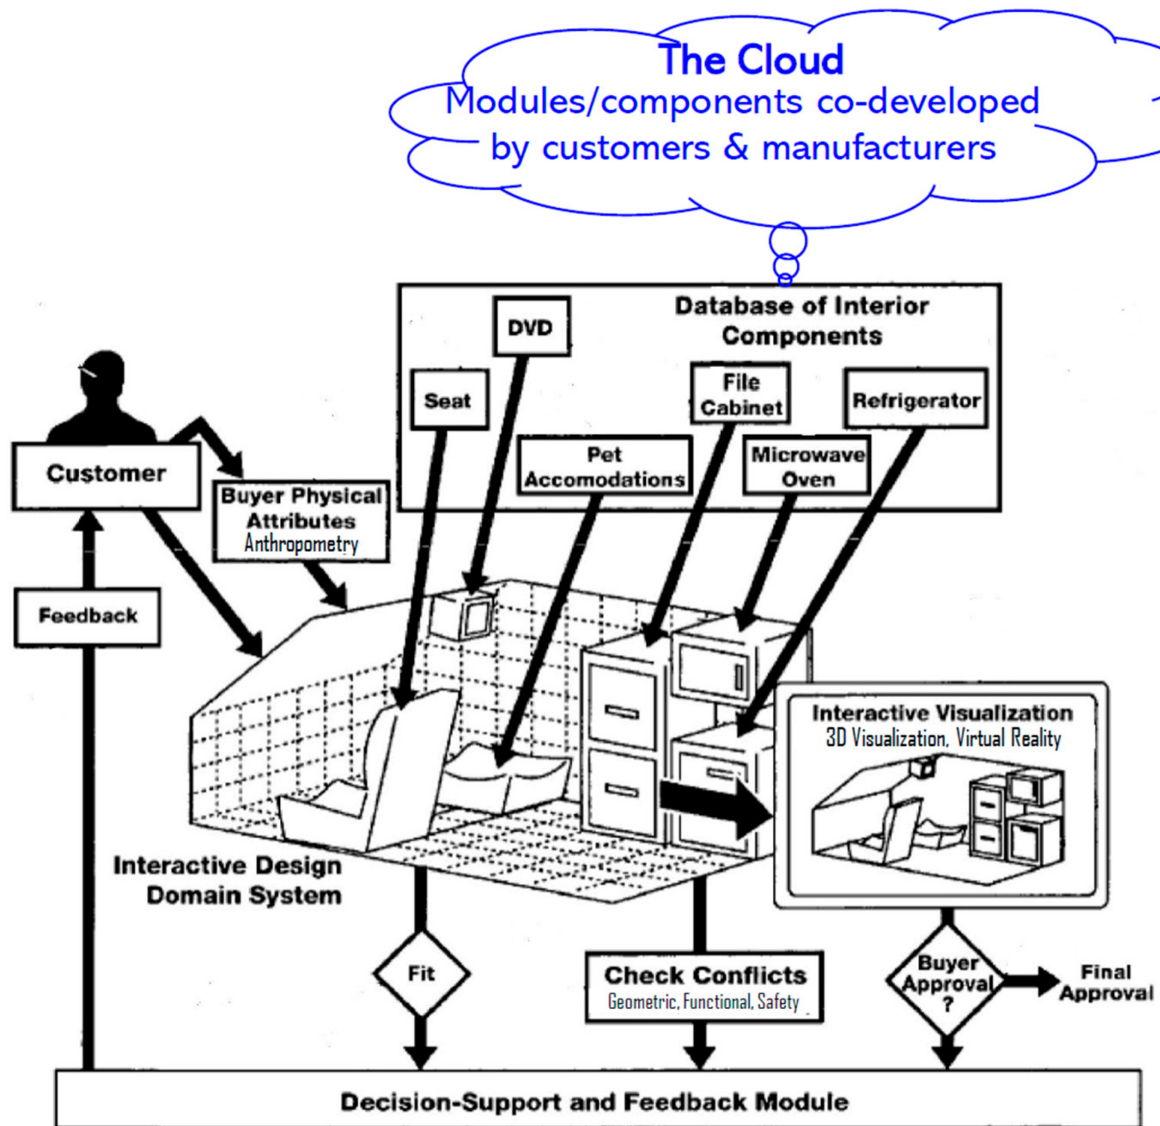 The Cloud
Modules/components co-developed
by customers & manufacturers
Database of Interior
Components
DVD
Seat
File
Cabinet
Refrigerator
Pet
Accomodations
Microwave
Oven
Customer
Buyer Physical
Attributes
Anthropometry
Feedback
Interactive Visualization
3D Visualization, Virtual Reality
Interactive Design
Domain System
Fit
Check Conflicts
Geometric, Functional, Safety
Buyer
Approval
?
Final
Approval
Decision-Support and Feedback Module